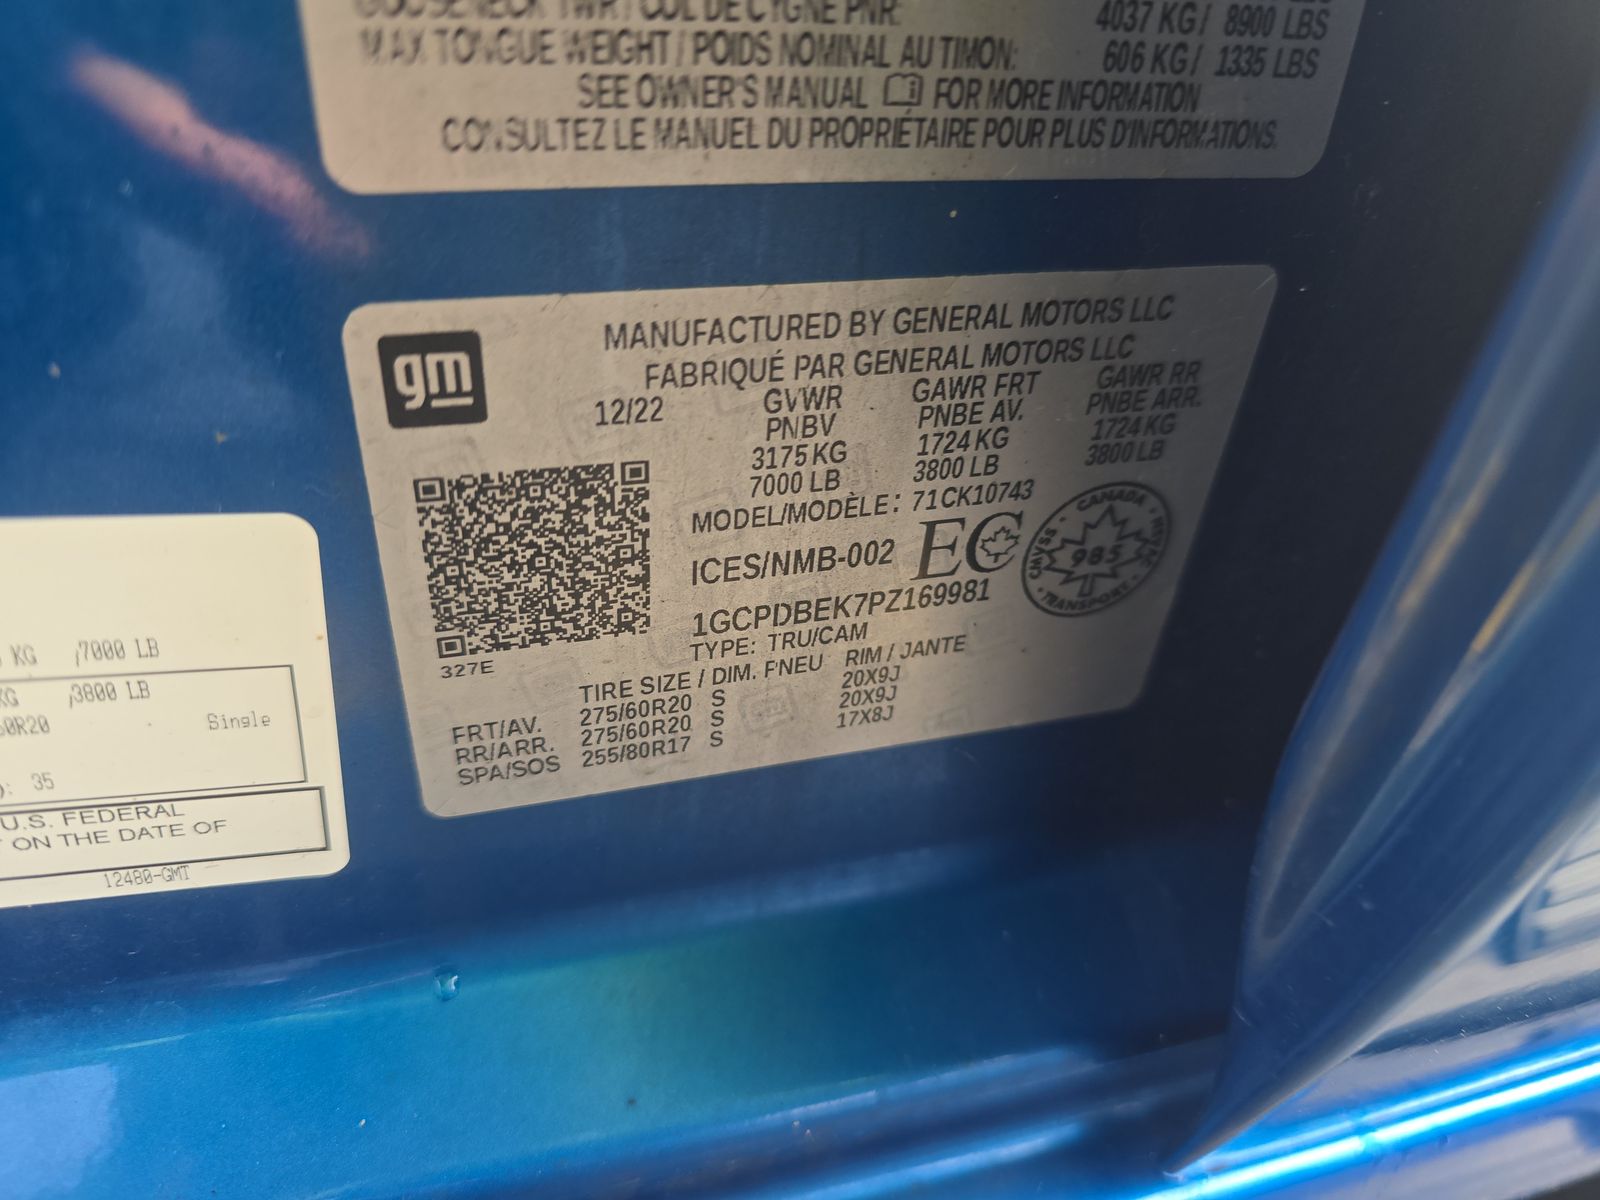 GOOSENECK TWR / COL DE CYGNE PNR: 4037 KG / 8900 LBS
MAX TONGUE WEIGHT / POIDS NOMINAL AU TIMON: 606 KG / 1335 LBS
SEE OWNER'S MANUAL FOR MORE INFORMATION
CONSULTEZ LE MANUEL DU PROPRIÉTAIRE POUR PLUS D'INFORMATIONS.
gm
MANUFACTURED BY GENERAL MOTORS LLC
FABRIQUÉ PAR GENERAL MOTORS LLC
12/22 GVWR GAWR FRT GAWR RR
PNBV PNBE AV. PNBE ARR.
3175 KG 1724 KG 1724 KG
7000 LB 3800 LB 3800 LB
MODEL/MODÈLE: 71CK10743
ICES/NMB-002 EC
CANADA
CMVSS 985 NSVAC
TRANSPORT
1GCPDBEK7PZ169981
TYPE: TRU/CAM
327E
TIRE SIZE / DIM. PNEU RIM / JANTE
FRT/AV. 275/60R20 S 20X9J
RR/ARR. 275/60R20 S 20X9J
SPA/SOS 255/80R17 S 17X8J
KG /7000 LB
KG /3800 LB
60R20 Single
): 35
U.S. FEDERAL
ON THE DATE OF
12480-GMT